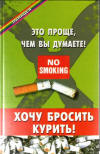 ЭТО ПРОЩЕ,
ЧЕМ ВЫ ДУМАЕТЕ!
NO
SMOKING
ХОЧУ БРОСИТЬ
КУРИТЬ!